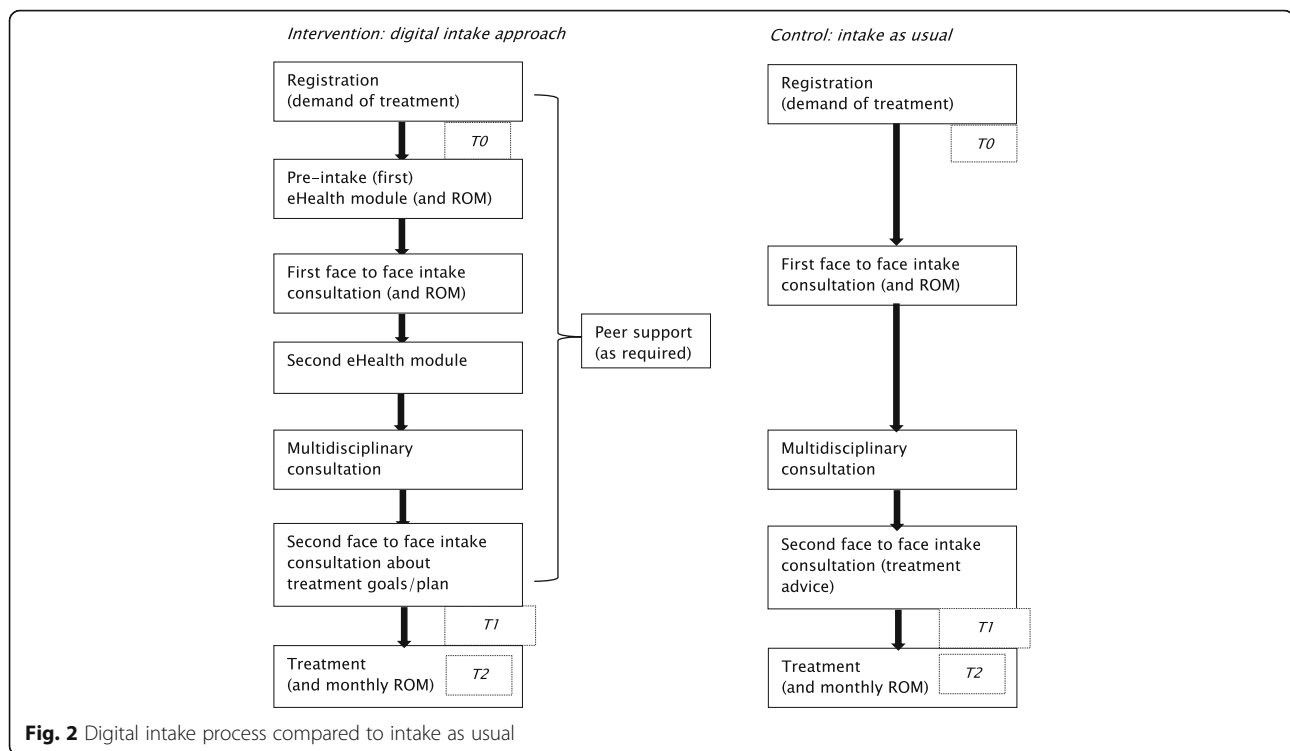 Intervention: digital intake approach
Registration
(demand of treatment)
T0
Pre-intake (first)
eHealth module (and ROM)
First face to face intake
consultation (and ROM)
Second eHealth module
Multidisciplinary
consultation
Second face to face intake
consultation about
treatment goals/plan
T1
Treatment
(and monthly ROM)
T2
Peer support
(as required)
Control: intake as usual
Registration
(demand of treatment)
T0
First face to face intake
consultation (and ROM)
Multidisciplinary
consultation
Second face to face intake
consultation (treatment
advice)
T1
Treatment
(and monthly ROM)
T2
Fig. 2 Digital intake process compared to intake as usual